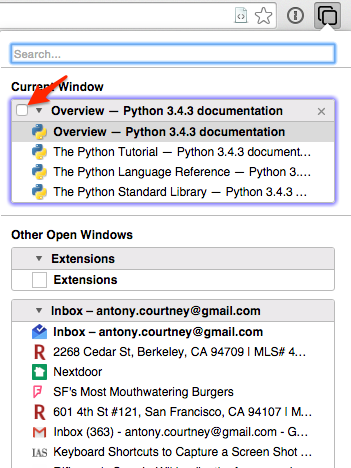 Search...
Current Window
Overview — Python 3.4.3 documentation
Overview — Python 3.4.3 documentation
The Python Tutorial — Python 3.4.3 document...
The Python Language Reference — Python 3....
The Python Standard Library — Python 3.4.3 ...
Other Open Windows
Extensions
Extensions
Inbox – antony.courtney@gmail.com
Inbox – antony.courtney@gmail.com
R 2268 Cedar St, Berkeley, CA 94709 | MLS# 4...
Nextdoor
SF's Most Mouthwatering Burgers
R 601 4th St #121, San Francisco, CA 94107 | M...
Inbox (363) - antony.courtney@gmail.com - G...
IAS Keyboard Shortcuts to Capture a Screen Shot ...